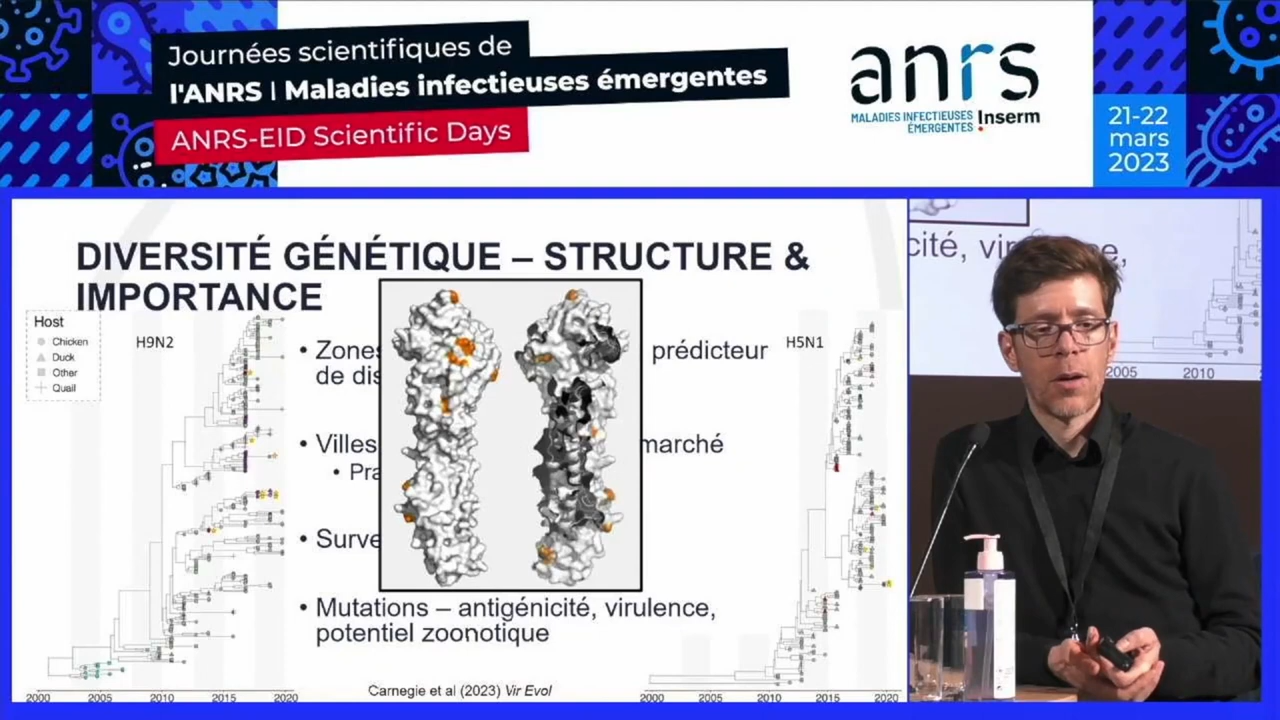 Journées scientifiques de
l'ANRS | Maladies infectieuses émergentes
ANRS-EID Scientific Days
anrs
MALADIES INFECTIEUSES
ÉMERGENTES Inserm
21-22
mars
2023
DIVERSITÉ GÉNÉTIQUE – STRUCTURE &
IMPORTANCE
Host
Chicken
Duck
Other
Quail
H9N2
• Zones prédicteur
de dis
• Villes marché
• Pra
• Surve
• Mutations – antigénicité, virulence,
potentiel zoonotique
H5N1
2000 2005 2010 2015 2020
Carnegie et al (2023) Vir Evol
2000 2005 2010 2015 2020
cité, vir e,
2005 2010